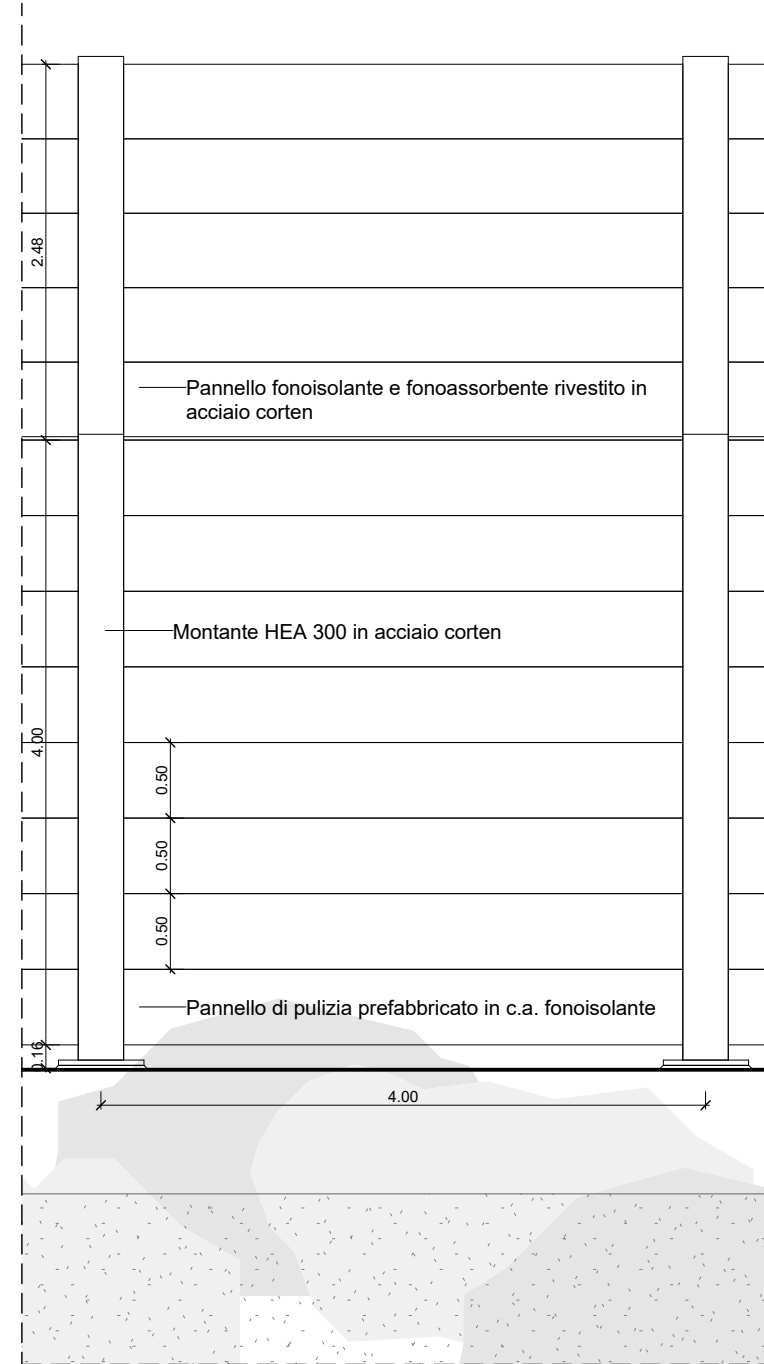 2.48
Pannello fonoisolante e fonoassorbente rivestito in
acciaio corten
Montante HEA 300 in acciaio corten
4.00
0.50
0.50
0.50
Pannello di pulizia prefabbricato in c.a. fonoisolante
0.16
4.00